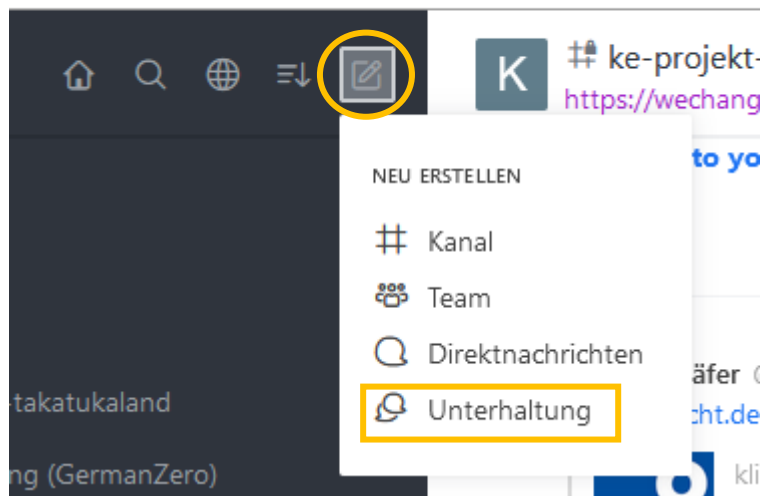 K
ke-projekt-
https://wechang
to yo
NEU ERSTELLEN
Kanal
Team
Direktnachrichten
Unterhaltung
-takatukaland
ng (GermanZero)
äfer
cht.de
kli